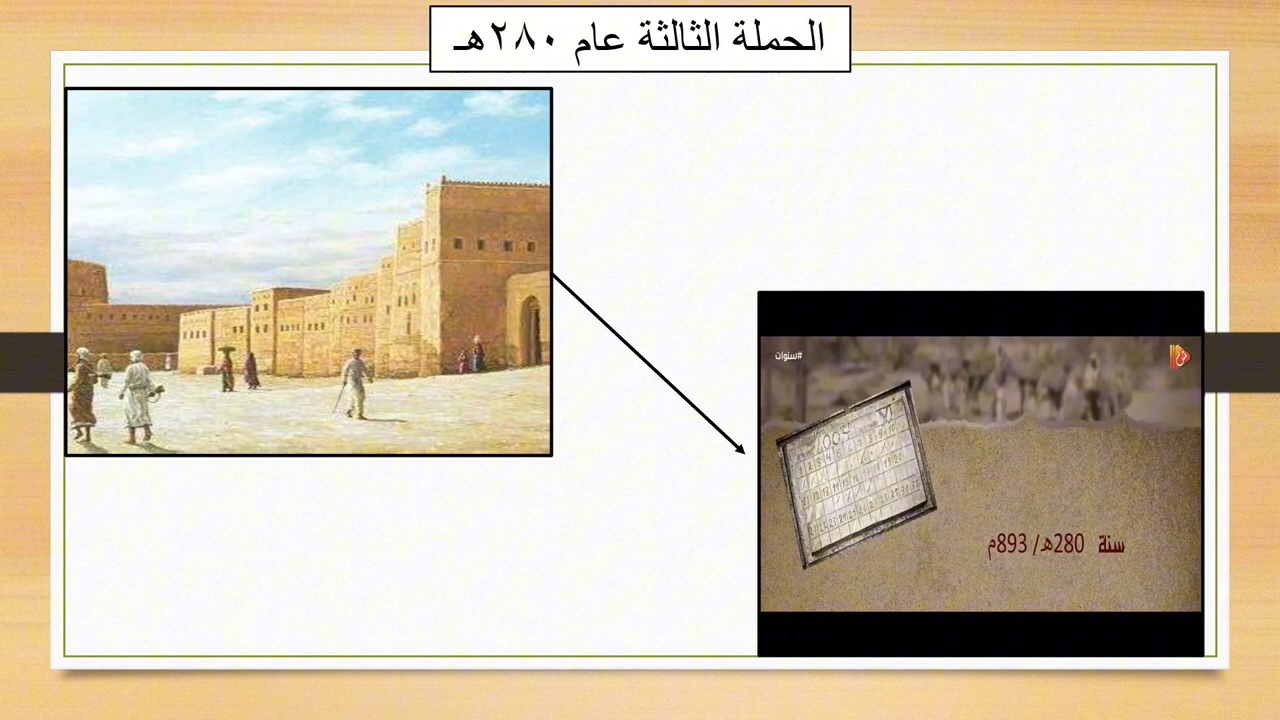 الحملة الثالثة عام ٢٨٠هـ
#سنوات
سنة 280هـ/ 893م